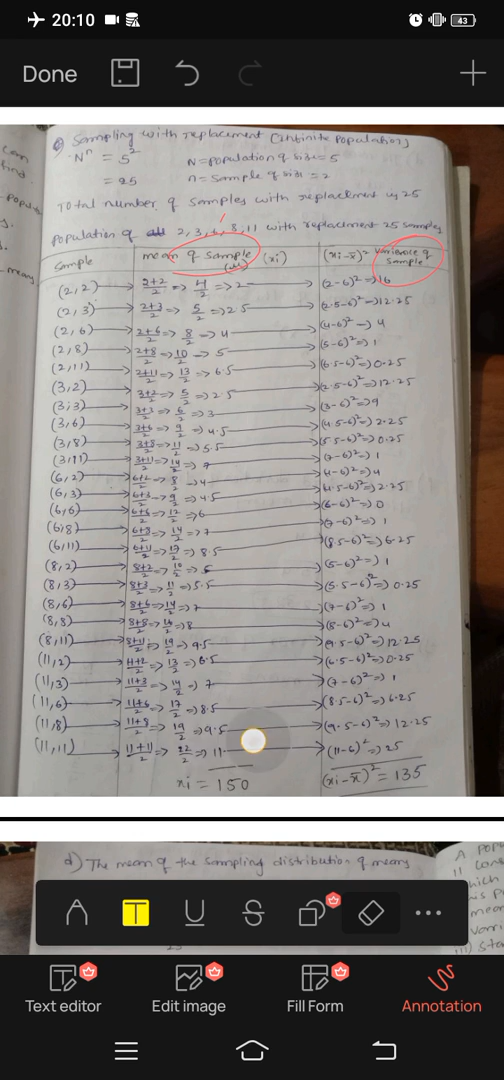 20:10
43
Done
Sampling with replacement (Infinite Population)
Nⁿ = 5² N = population of size = 5
= 25 n = sample of size = 2
Total number of samples with replacement is 25
population of 2, 3, 6, 8, 11 with replacement 25 samples
Sample mean of sample (xi) (xi-x̄)² variance of sample
(2,2) 2+2/2 => 4/2 => 2 (2-6)² => 16
(2,3) 2+3/2 => 5/2 => 2.5 (2.5-6)² => 12.25
(2,6) 2+6/2 => 8/2 -> 4 (4-6)² -> 4
(2,8) 2+8/2 -> 10/2 -> 5 (5-6)² => 1
(2,11) 2+11/2 => 13/2 -> 6.5 (6.5-6)² => 0.25
(3,2) 3+2/2 => 5/2 => 2.5 (2.5-6)² => 12.25
(3,3) 3+3/2 => 6/2 -> 3 (3-6)² => 9
(3,6) 3+6/2 -> 9/2 -> 4.5 (4.5-6)² => 2.25
(3,8) 3+8/2 => 11/2 -> 5.5 (5.5-6)² => 0.25
(3,11) 3+11/2 => 14/2 -> 7 (7-6)² -> 1
(6,2) 6+2/2 -> 8/2 -> 4 (4-6)² => 4
(6,3) 6+3/2 -> 9/2 -> 4.5 (4.5-6)² => 2.25
(6,6) 6+6/2 -> 12/2 -> 6 (6-6)² => 0
(6,8) 6+8/2 => 14/2 -> 7 (7-6)² => 1
(6,11) 6+11/2 => 17/2 -> 8.5 (8.5-6)² => 6.25
(8,2) 8+2/2 -> 10/2 -> 5 (5-6)² => 1
(8,3) 8+3/2 => 11/2 -> 5.5 (5.5-6)² => 0.25
(8,6) 8+6/2 -> 14/2 -> 7 (7-6)² => 1
(8,8) 8+8/2 -> 16/2 -> 8 (8-6)² => 4
(8,11) 8+11/2 -> 19/2 -> 9.5 (9.5-6)² => 12.25
(11,2) 11+2/2 -> 13/2 -> 6.5 (6.5-6)² => 0.25
(11,3) 11+3/2 -> 14/2 -> 7 (7-6)² => 1
(11,6) 11+6/2 => 17/2 -> 8.5 (8.5-6)² => 6.25
(11,8) 11+8/2 -> 19/2 -> 9.5 (9.5-6)² => 12.25
(11,11) 11+11/2 => 22/2 => 11 (11-6)² => 25
xi = 150 (xi-x̄)² = 135
d) The mean of the sampling distribution of means
T
U
S
Text editor Edit image Fill Form Annotation